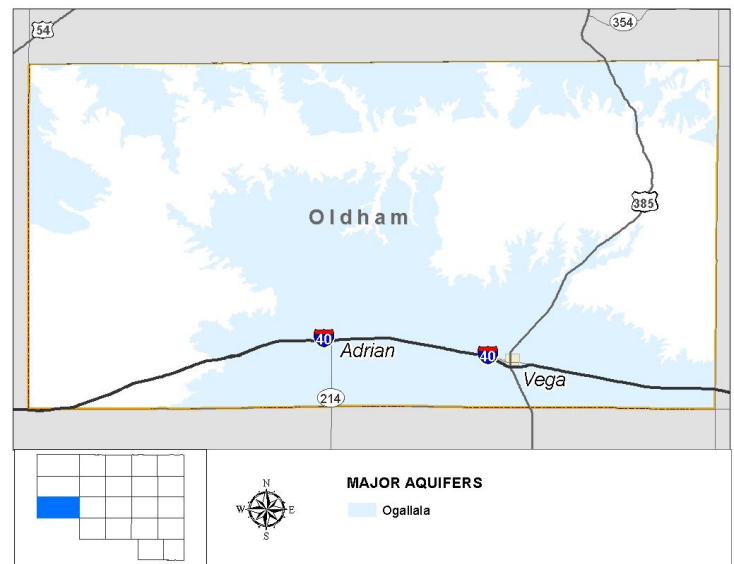 54
354
385
Oldham
40
Adrian
40
Vega
214
N
W
E
S
MAJOR AQUIFERS
Ogallala